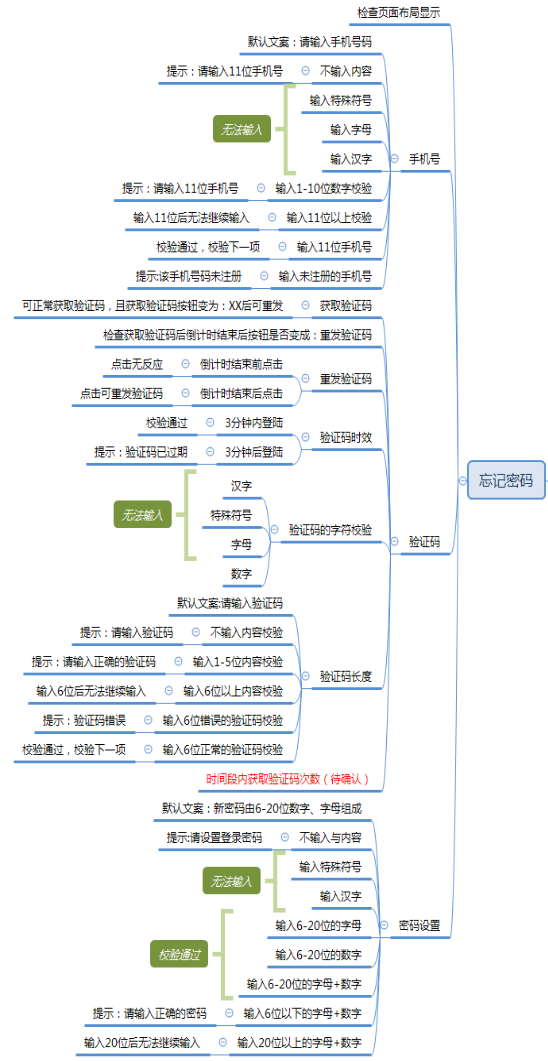 检查页面布局显示
默认文案：请输入手机号码
提示：请输入11位手机号
不输入内容
输入特殊符号
无法输入
输入字母
输入汉字
手机号
提示：请输入11位手机号
输入1-10位数字校验
输入11位后无法继续输入
输入11位以上校验
校验通过，校验下一项
输入11位手机号
提示:该手机号码未注册
输入未注册的手机号
可正常获取验证码，且获取验证码按钮变为：XX后可重发
获取验证码
检查获取验证码后倒计时结束后按钮是否变成：重发验证码
点击无反应
倒计时结束前点击
重发验证码
点击可重发验证码
倒计时结束后点击
校验通过
3分钟内登陆
验证码时效
提示：验证码已过期
3分钟后登陆
忘记密码
汉字
无法输入
特殊符号
验证码的字符校验
验证码
字母
数字
默认文案:请输入验证码
提示：请输入验证码
不输入内容校验
提示：请输入正确的验证码
输入1-5位内容校验
验证码长度
输入6位后无法继续输入
输入6位以上内容校验
提示：验证码错误
输入6位错误的验证码校验
校验通过，校验下一项
输入6位正常的验证码校验
时间段内获取验证码次数（待确认）
默认文案：新密码由6-20位数字、字母组成
提示:请设置登录密码
不输入与内容
输入特殊符号
无法输入
输入汉字
输入6-20位的字母
密码设置
校验通过
输入6-20位的数字
输入6-20位的字母+数字
提示：请输入正确的密码
输入6位以下的字母+数字
输入20位后无法继续输入
输入20位以上的字母+数字